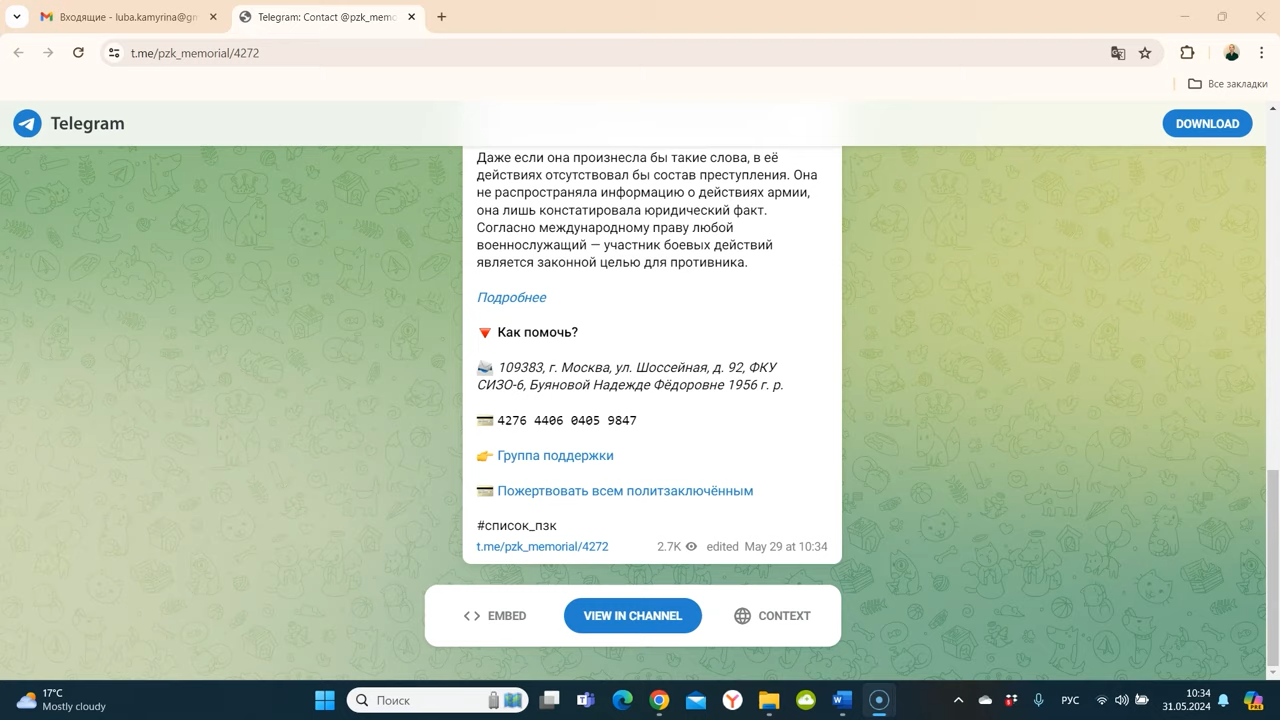 Входящие - luba.kamyrina@gm
Telegram: Contact @pzk_memo
t.me/pzk_memorial/4272
Все закладки
Telegram
DOWNLOAD
Даже если она произнесла бы такие слова, в её
действиях отсутствовал бы состав преступления. Она
не распространяла информацию о действиях армии,
она лишь констатировала юридический факт.
Согласно международному праву любой
военнослужащий — участник боевых действий
является законной целью для противника.
Подробнее
Как помочь?
109383, г. Москва, ул. Шоссейная, д. 92, ФКУ
СИЗО-6, Буяновой Надежде Фёдоровне 1956 г. р.
4276 4406 0405 9847
Группа поддержки
Пожертвовать всем политзаключённым
#список_пзк
t.me/pzk_memorial/4272 2.7K edited May 29 at 10:34
EMBED VIEW IN CHANNEL CONTEXT
17°C
Mostly cloudy
Поиск
РУС
10:34
31.05.2024